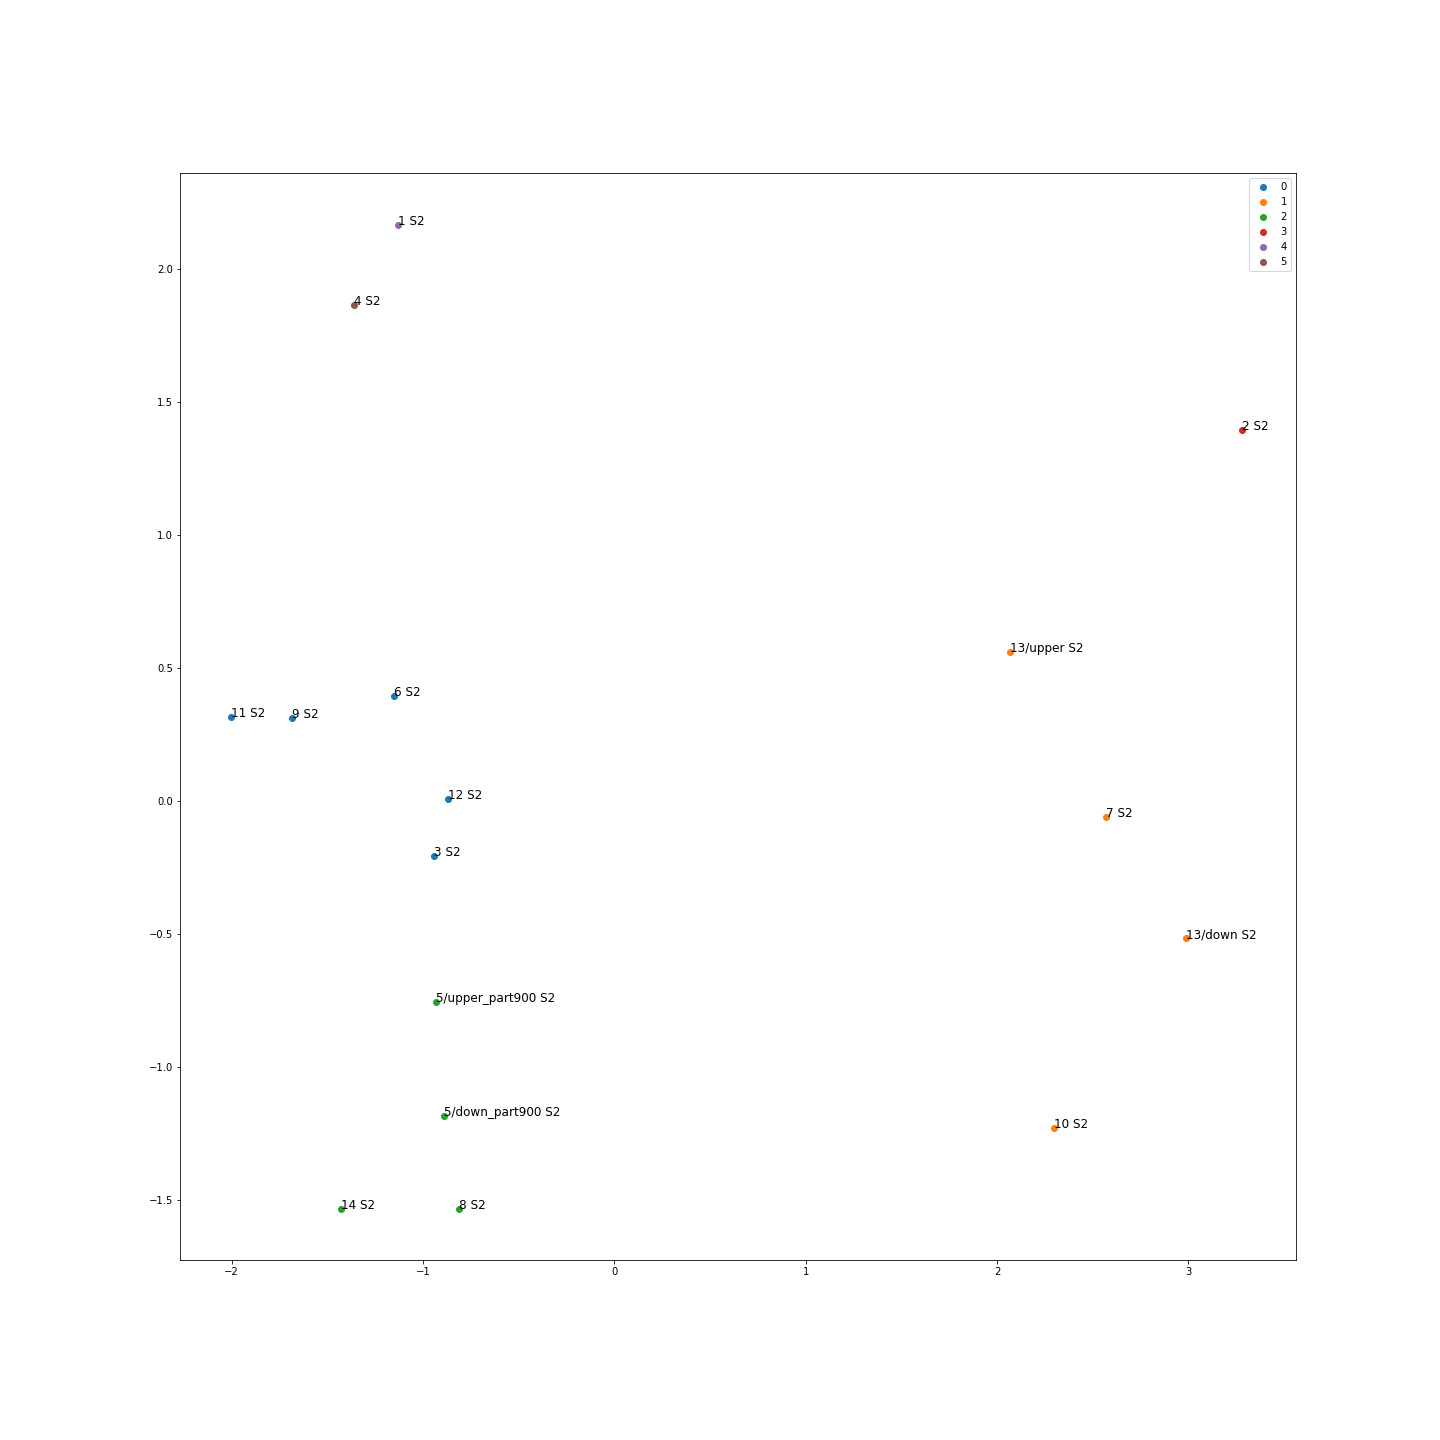 0
1
2
3
4
5
1 S2
4 S2
2 S2
13/upper S2
6 S2
11 S2
9 S2
12 S2
7 S2
3 S2
13/down S2
5/upper_part900 S2
5/down_part900 S2
10 S2
14 S2
8 S2
2.0
1.5
1.0
0.5
0.0
−0.5
−1.0
−1.5
−2
−1
0
1
2
3